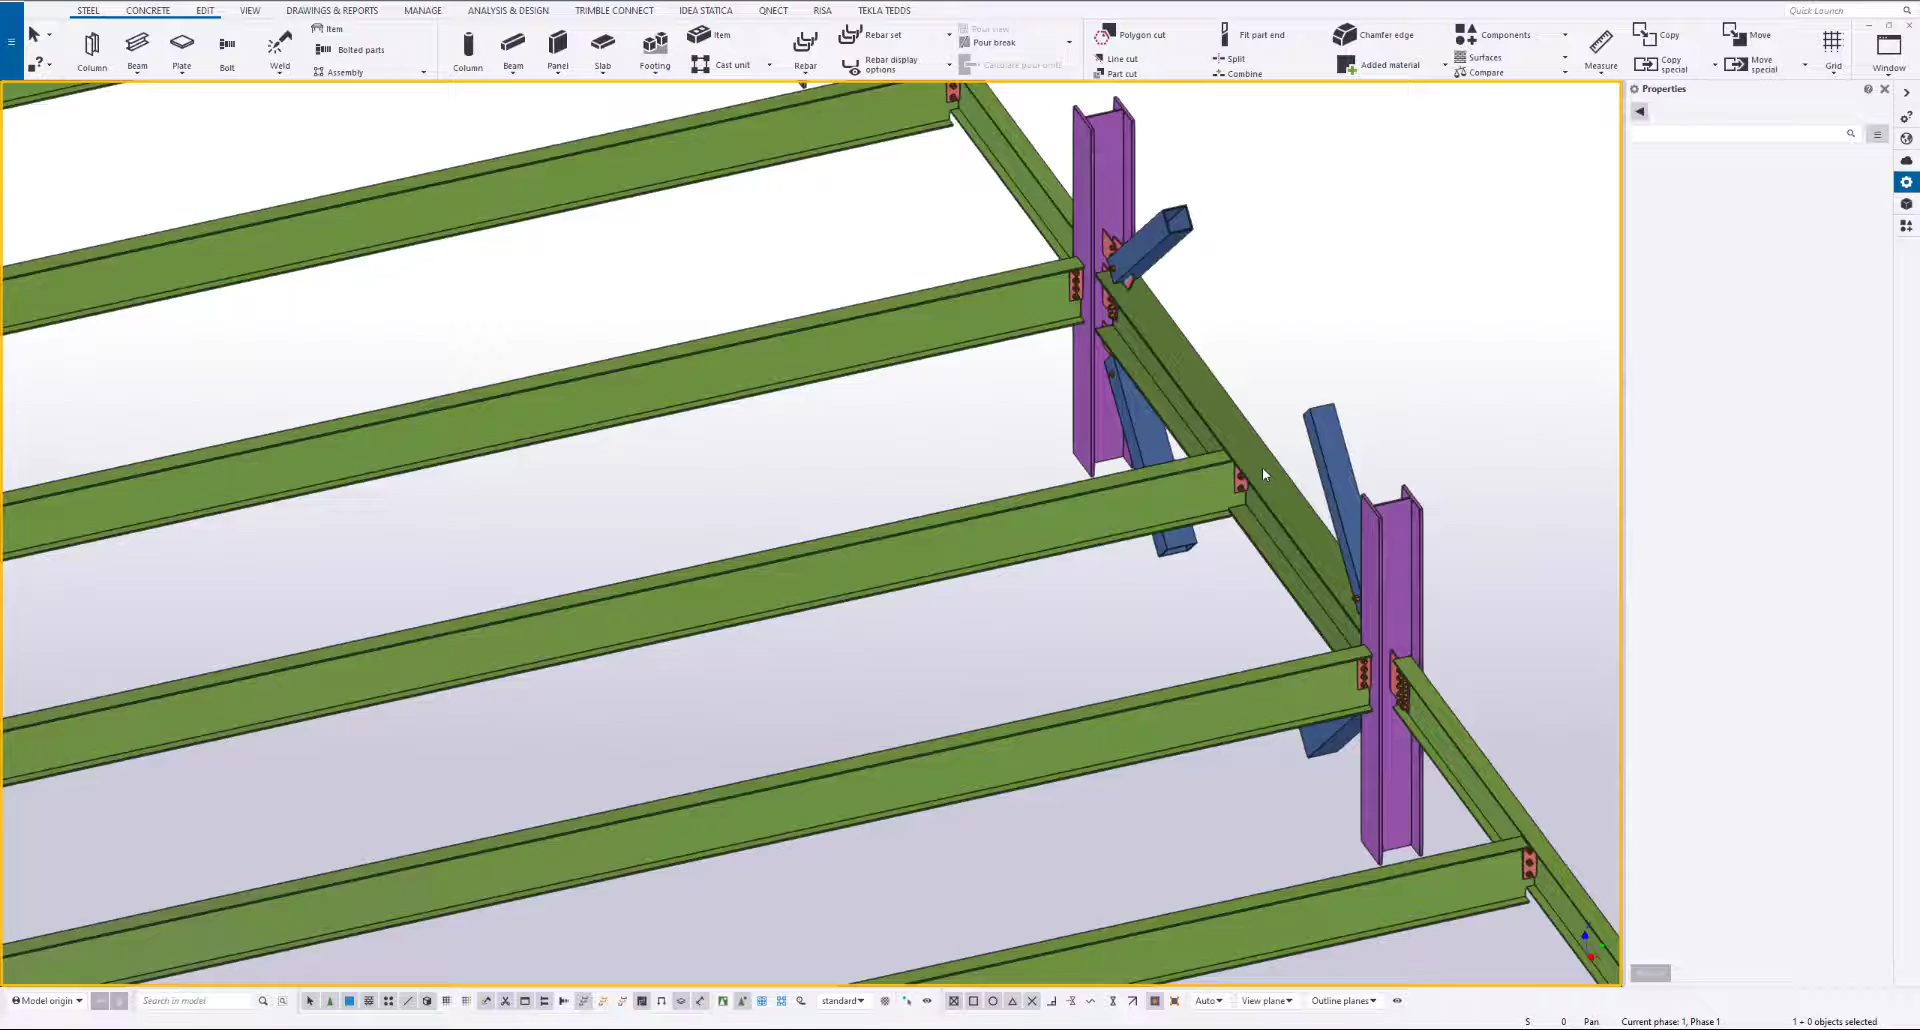 STEEL CONCRETE EDIT VIEW DRAWINGS & REPORTS MANAGE ANALYSIS & DESIGN TRIMBLE CONNECT IDEA STATICA QNECT RISA TEKLA TEDDS Quick Launch
Item Item Rebar set Pour view Polygon cut Fit part end Chamfer edge Components Copy Move
Bolted parts Pour break Line cut Split Surfaces Copy special Move special
Column Beam Plate Bolt Weld Assembly Column Beam Panel Slab Footing Cast unit Rebar Rebar display options Calculate pour units Part cut Combine Added material Compare Measure Grid Window
Properties
Model origin Search in model standard Auto View plane Outline planes
S 0 Pan Current phase: 1, Phase 1 1 + 0 objects selected